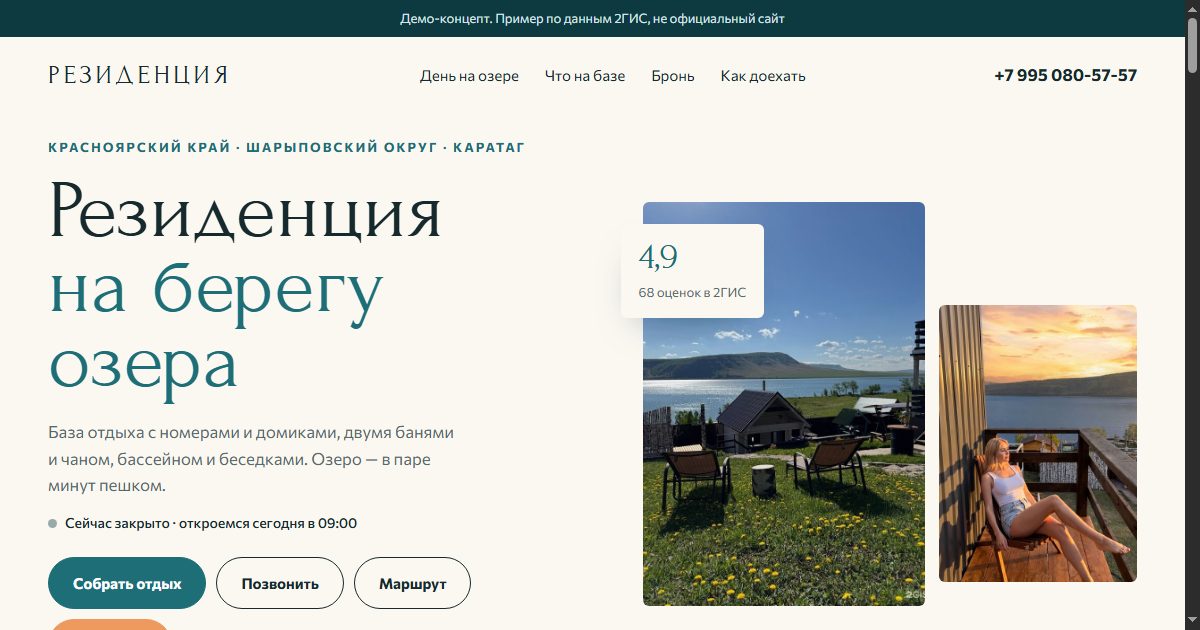 Демо-концепт. Пример по данным 2ГИС, не официальный сайт
РЕЗИДЕНЦИЯ
День на озере
Что на базе
Бронь
Как доехать
+7 995 080-57-57
КРАСНОЯРСКИЙ КРАЙ · ШАРЫПОВСКИЙ ОКРУГ · КАРАТАГ
Резиденция
на берегу
озера
База отдыха с номерами и домиками, двумя банями
и чаном, бассейном и беседками. Озеро — в паре
минут пешком.
Сейчас закрыто · откроемся сегодня в 09:00
Собрать отдых
Позвонить
Маршрут
4,9
68 оценок в 2ГИС